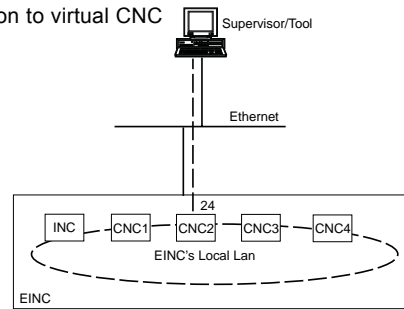 on to virtual CNC
Supervisor/Tool
Ethernet
24
INC CNC1 CNC2 CNC3 CNC4
EINC's Local Lan
EINC